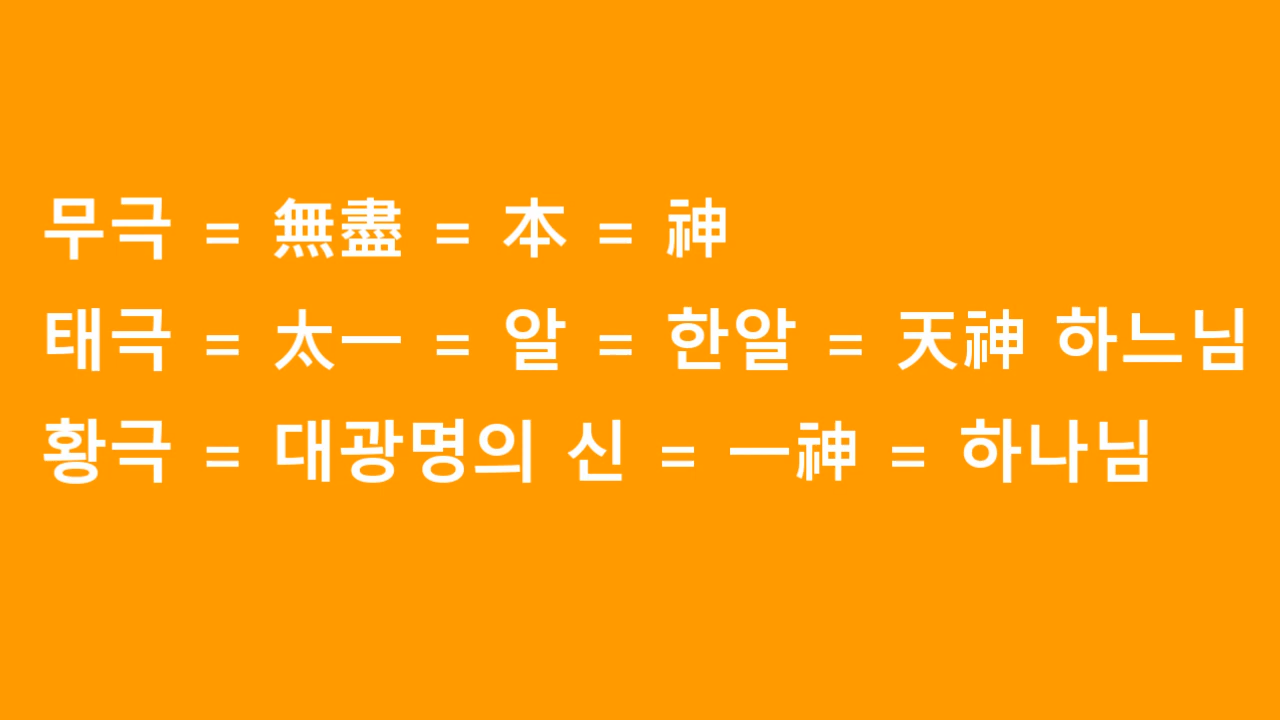 무극 = 無盡 = 本 = 神
태극 = 太一 = 알 = 한알 = 天神 하느님
황극 = 대광명의 신 = 一神 = 하나님